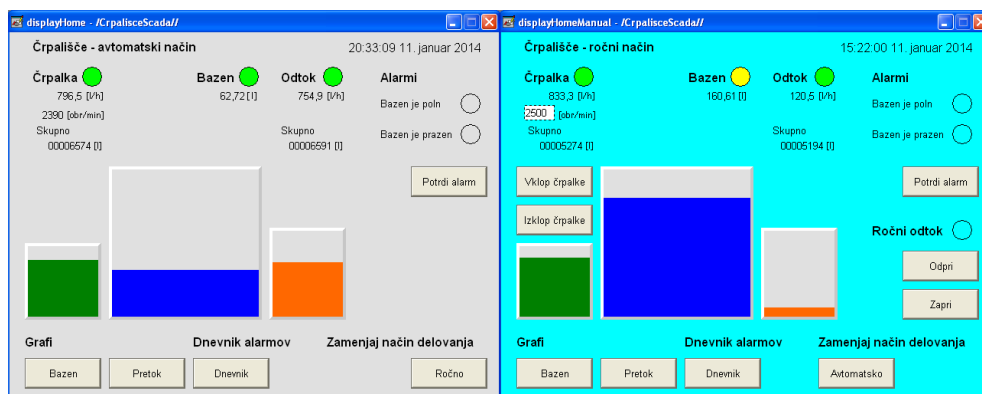 displayHome - /CrpalisceScada//
Črpališče - avtomatski način
20:33:09 11. januar 2014
Črpalka
Bazen
Odtok
Alarmi
796,5 [l/h]
62,72 [l]
754,9 [l/h]
Bazen je poln
2390 [obr/min]
Skupno
Skupno
Bazen je prazen
00006574 [l]
00006591 [l]
Potrdi alarm
Grafi
Dnevnik alarmov
Zamenjaj način delovanja
Bazen
Pretok
Dnevnik
Ročno
displayHomeManual - /CrpalisceScada//
Črpališče - ročni način
15:22:00 11. januar 2014
Črpalka
Bazen
Odtok
Alarmi
833,3 [l/h]
160,61 [l]
120,5 [l/h]
Bazen je poln
2500 [obr/min]
Skupno
Skupno
Bazen je prazen
00005274 [l]
00005194 [l]
Vklop črpalke
Potrdi alarm
Izklop črpalke
Ročni odtok
Odpri
Zapri
Grafi
Dnevnik alarmov
Zamenjaj način delovanja
Bazen
Pretok
Dnevnik
Avtomatsko